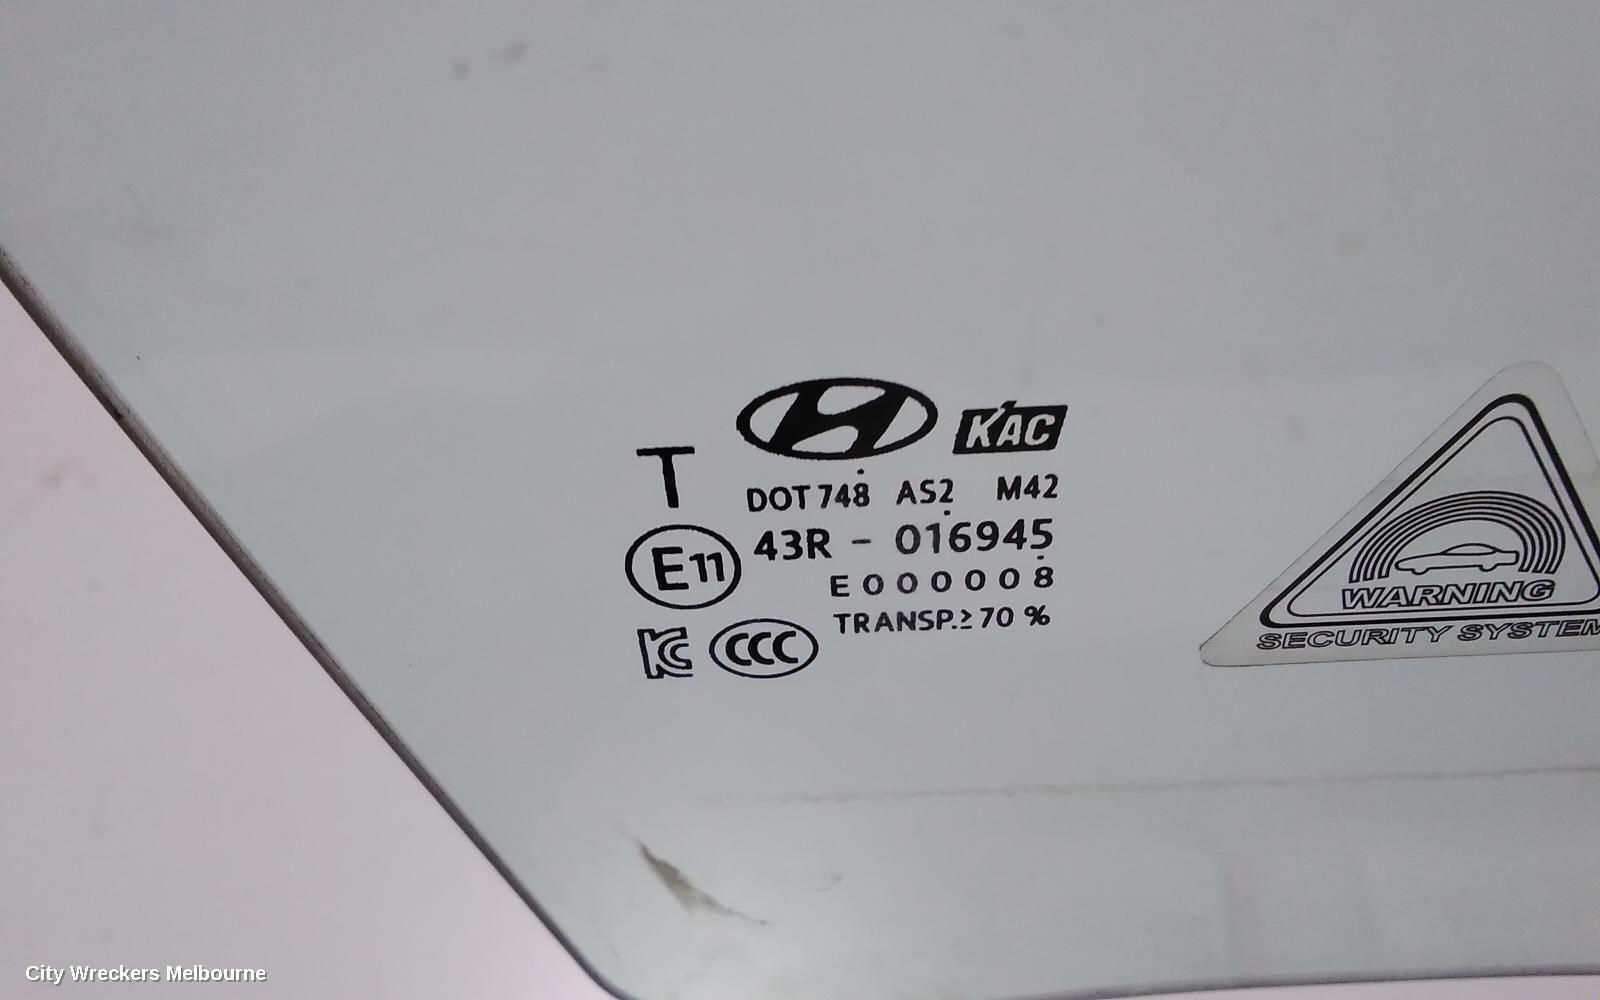 KAC
T
DOT 748 AS2 M42
E11 43R - 016945
E000008
TRANSP.≥70 %
KC CCC
WARNING
SECURITY SYSTEM
City Wreckers Melbourne